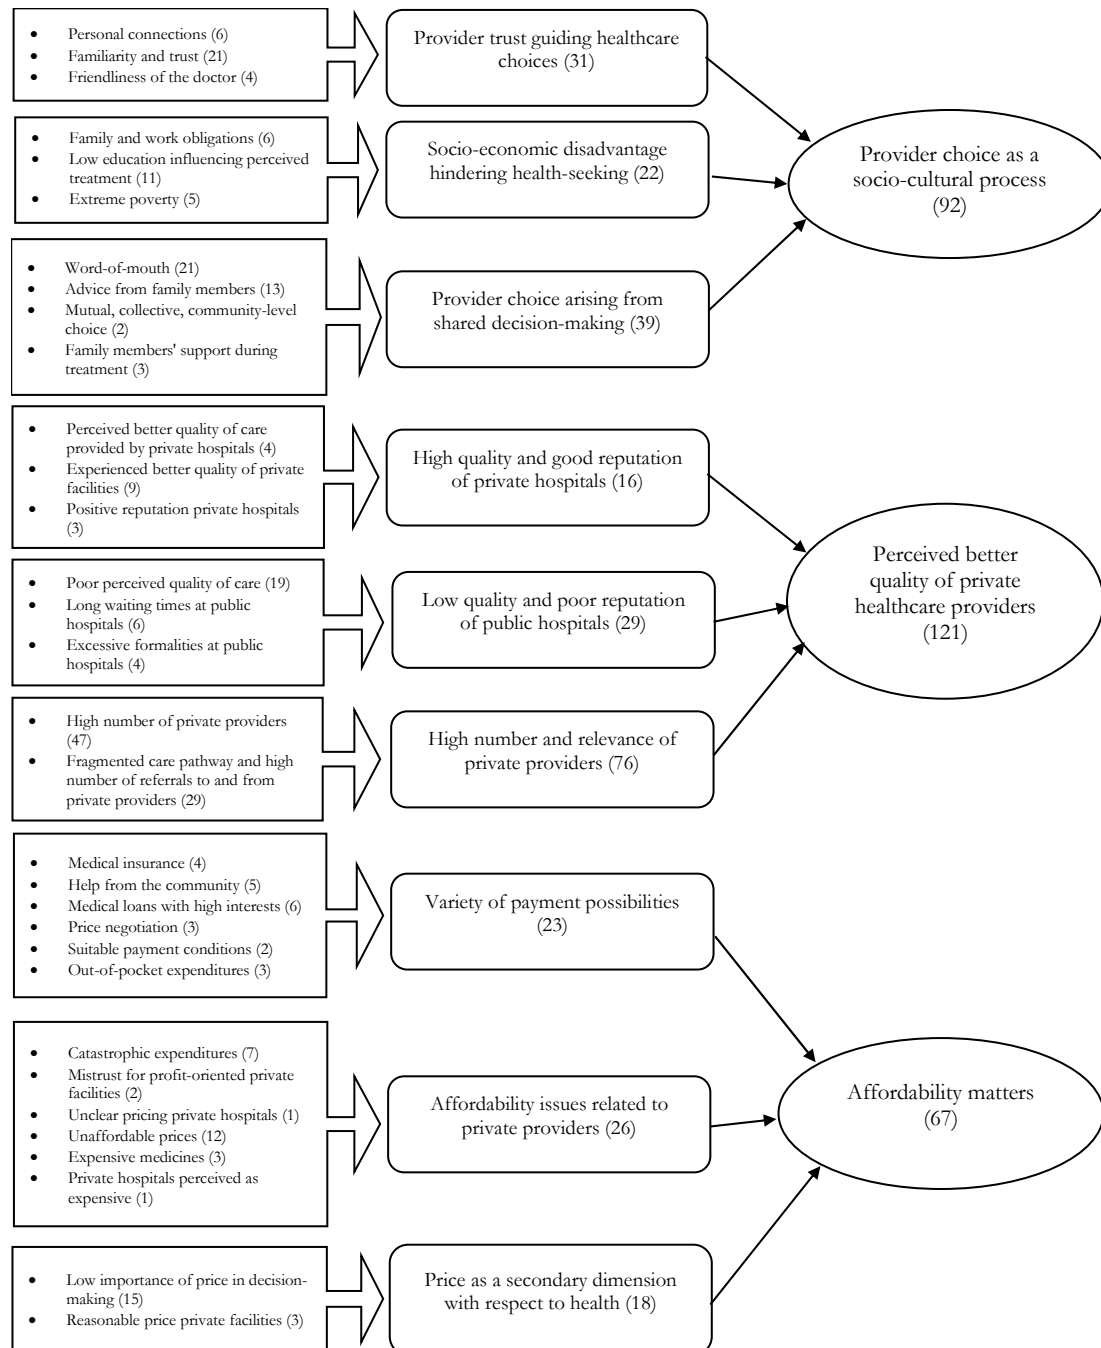 • Personal connections (6)
• Familiarity and trust (21)
• Friendliness of the doctor (4)
Provider trust guiding healthcare
choices (31)
• Family and work obligations (6)
• Low education influencing perceived
treatment (11)
• Extreme poverty (5)
Socio-economic disadvantage
hindering health-seeking (22)
• Word-of-mouth (21)
• Advice from family members (13)
• Mutual, collective, community-level
choice (2)
• Family members' support during
treatment (3)
Provider choice arising from
shared decision-making (39)
Provider choice as a
socio-cultural process
(92)
• Perceived better quality of care
provided by private hospitals (4)
• Experienced better quality of private
facilities (9)
• Positive reputation private hospitals
(3)
High quality and good reputation
of private hospitals (16)
• Poor perceived quality of care (19)
• Long waiting times at public
hospitals (6)
• Excessive formalities at public
hospitals (4)
Low quality and poor reputation
of public hospitals (29)
• High number of private providers
(47)
• Fragmented care pathway and high
number of referrals to and from
private providers (29)
High number and relevance of
private providers (76)
Perceived better
quality of private
healthcare providers
(121)
• Medical insurance (4)
• Help from the community (5)
• Medical loans with high interests (6)
• Price negotiation (3)
• Suitable payment conditions (2)
• Out-of-pocket expenditures (3)
Variety of payment possibilities
(23)
• Catastrophic expenditures (7)
• Mistrust for profit-oriented private
facilities (2)
• Unclear pricing private hospitals (1)
• Unaffordable prices (12)
• Expensive medicines (3)
• Private hospitals perceived as
expensive (1)
Affordability issues related to
private providers (26)
• Low importance of price in decision-
making (15)
• Reasonable price private facilities (3)
Price as a secondary dimension
with respect to health (18)
Affordability matters
(67)